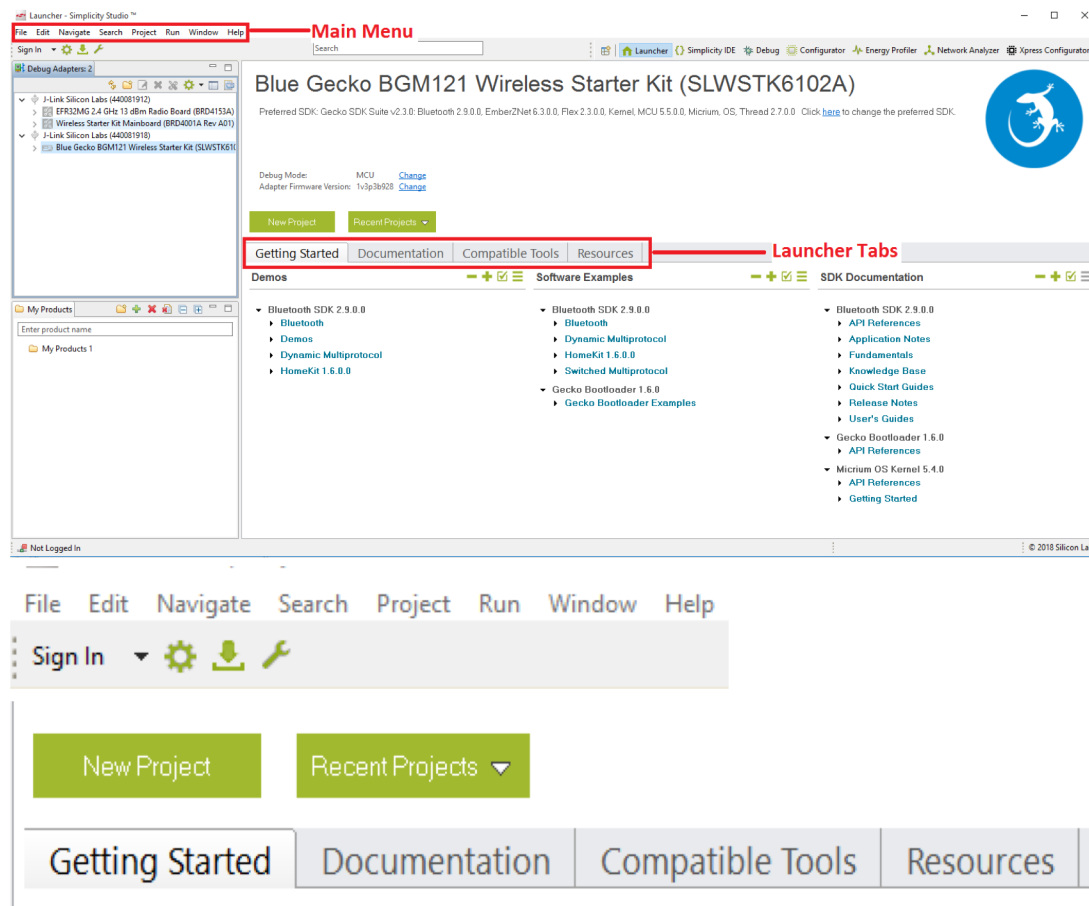 Launcher - Simplicity Studio ™
File Edit Navigate Search Project Run Window Help
Main Menu
Sign In
Search
Launcher {} Simplicity IDE Debug Configurator Energy Profiler Network Analyzer Xpress Configurator
Debug Adapters: 2
J-Link Silicon Labs (440081912)
EFR32MG 2.4 GHz 13 dBm Radio Board (BRD4153A)
Wireless Starter Kit Mainboard (BRD4001A Rev A01)
J-Link Silicon Labs (440081918)
Blue Gecko BGM121 Wireless Starter Kit (SLWSTK610
Blue Gecko BGM121 Wireless Starter Kit (SLWSTK6102A)
Preferred SDK: Gecko SDK Suite v2.3.0: Bluetooth 2.9.0.0, EmberZNet 6.3.0.0, Flex 2.3.0.0, Kernel, MCU 5.5.0.0, Micrium, OS, Thread 2.7.0.0 Click here to change the preferred SDK.
Debug Mode: MCU Change
Adapter Firmware Version: 1v3p3b928 Change
New Project
Recent Projects
Getting Started Documentation Compatible Tools Resources
Launcher Tabs
Demos
Bluetooth SDK 2.9.0.0
Bluetooth
Demos
Dynamic Multiprotocol
HomeKit 1.6.0.0
Software Examples
Bluetooth SDK 2.9.0.0
Bluetooth
Dynamic Multiprotocol
HomeKit 1.6.0.0
Switched Multiprotocol
Gecko Bootloader 1.6.0
Gecko Bootloader Examples
SDK Documentation
Bluetooth SDK 2.9.0.0
API References
Application Notes
Fundamentals
Knowledge Base
Quick Start Guides
Release Notes
User's Guides
Gecko Bootloader 1.6.0
API References
Micrium OS Kernel 5.4.0
API References
Getting Started
My Products
Enter product name
My Products 1
Not Logged In
© 2018 Silicon La
File Edit Navigate Search Project Run Window Help
Sign In
New Project
Recent Projects
Getting Started Documentation Compatible Tools Resources